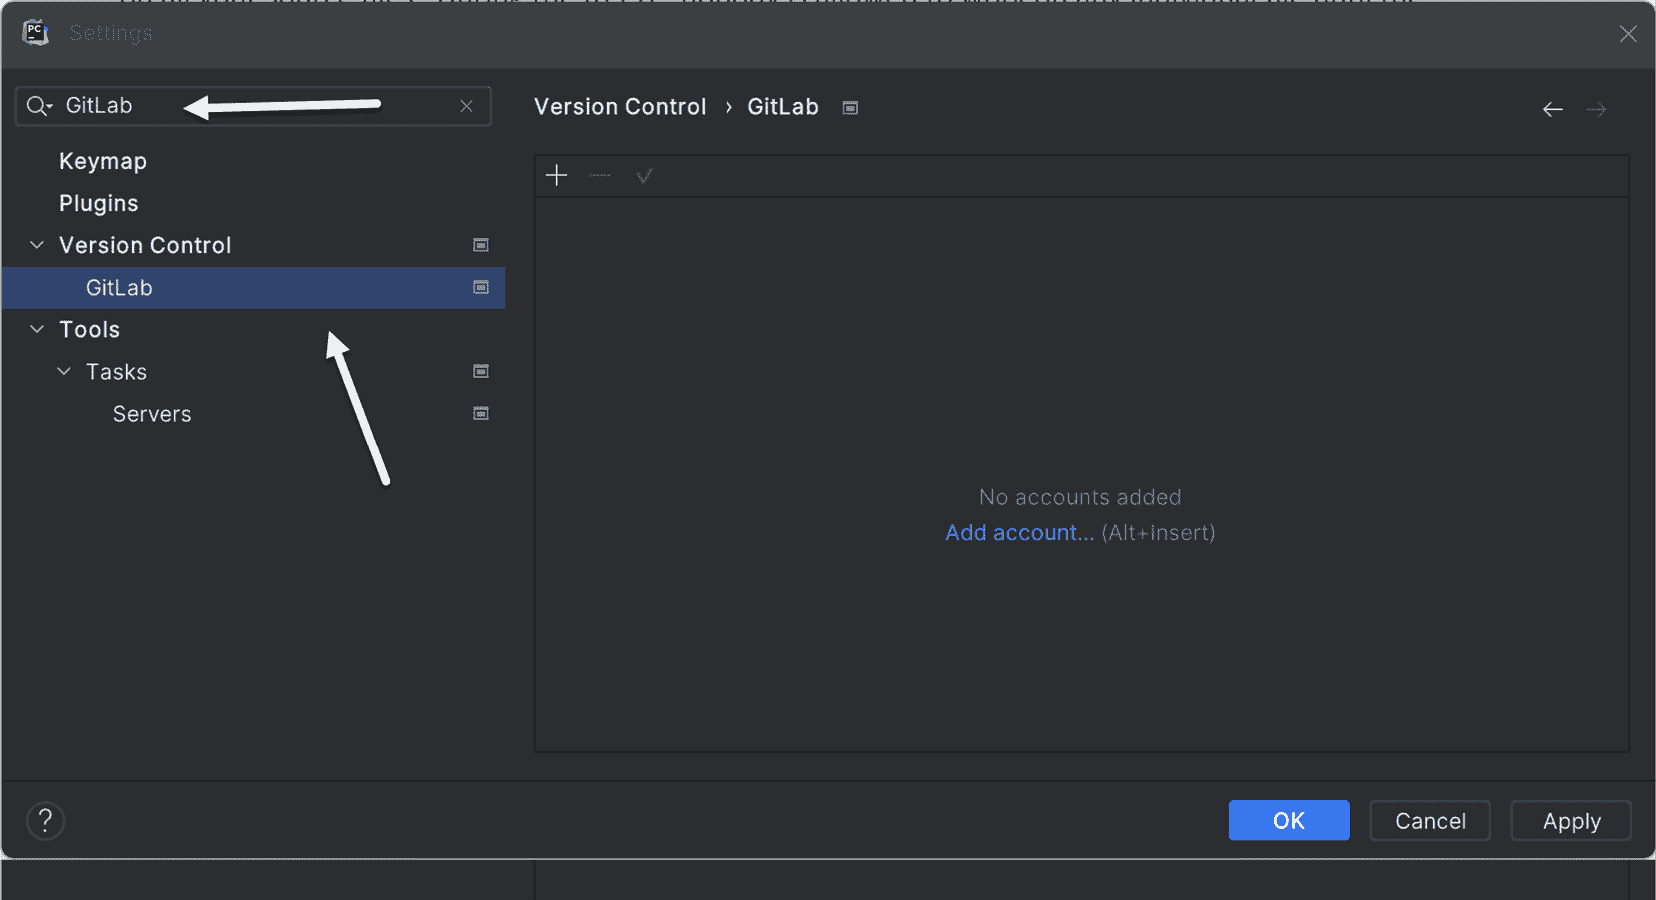 PC
Settings
GitLab
Version Control › GitLab
Keymap
Plugins
Version Control
GitLab
Tools
Tasks
Servers
No accounts added
Add account... (Alt+Insert)
?
OK
Cancel
Apply